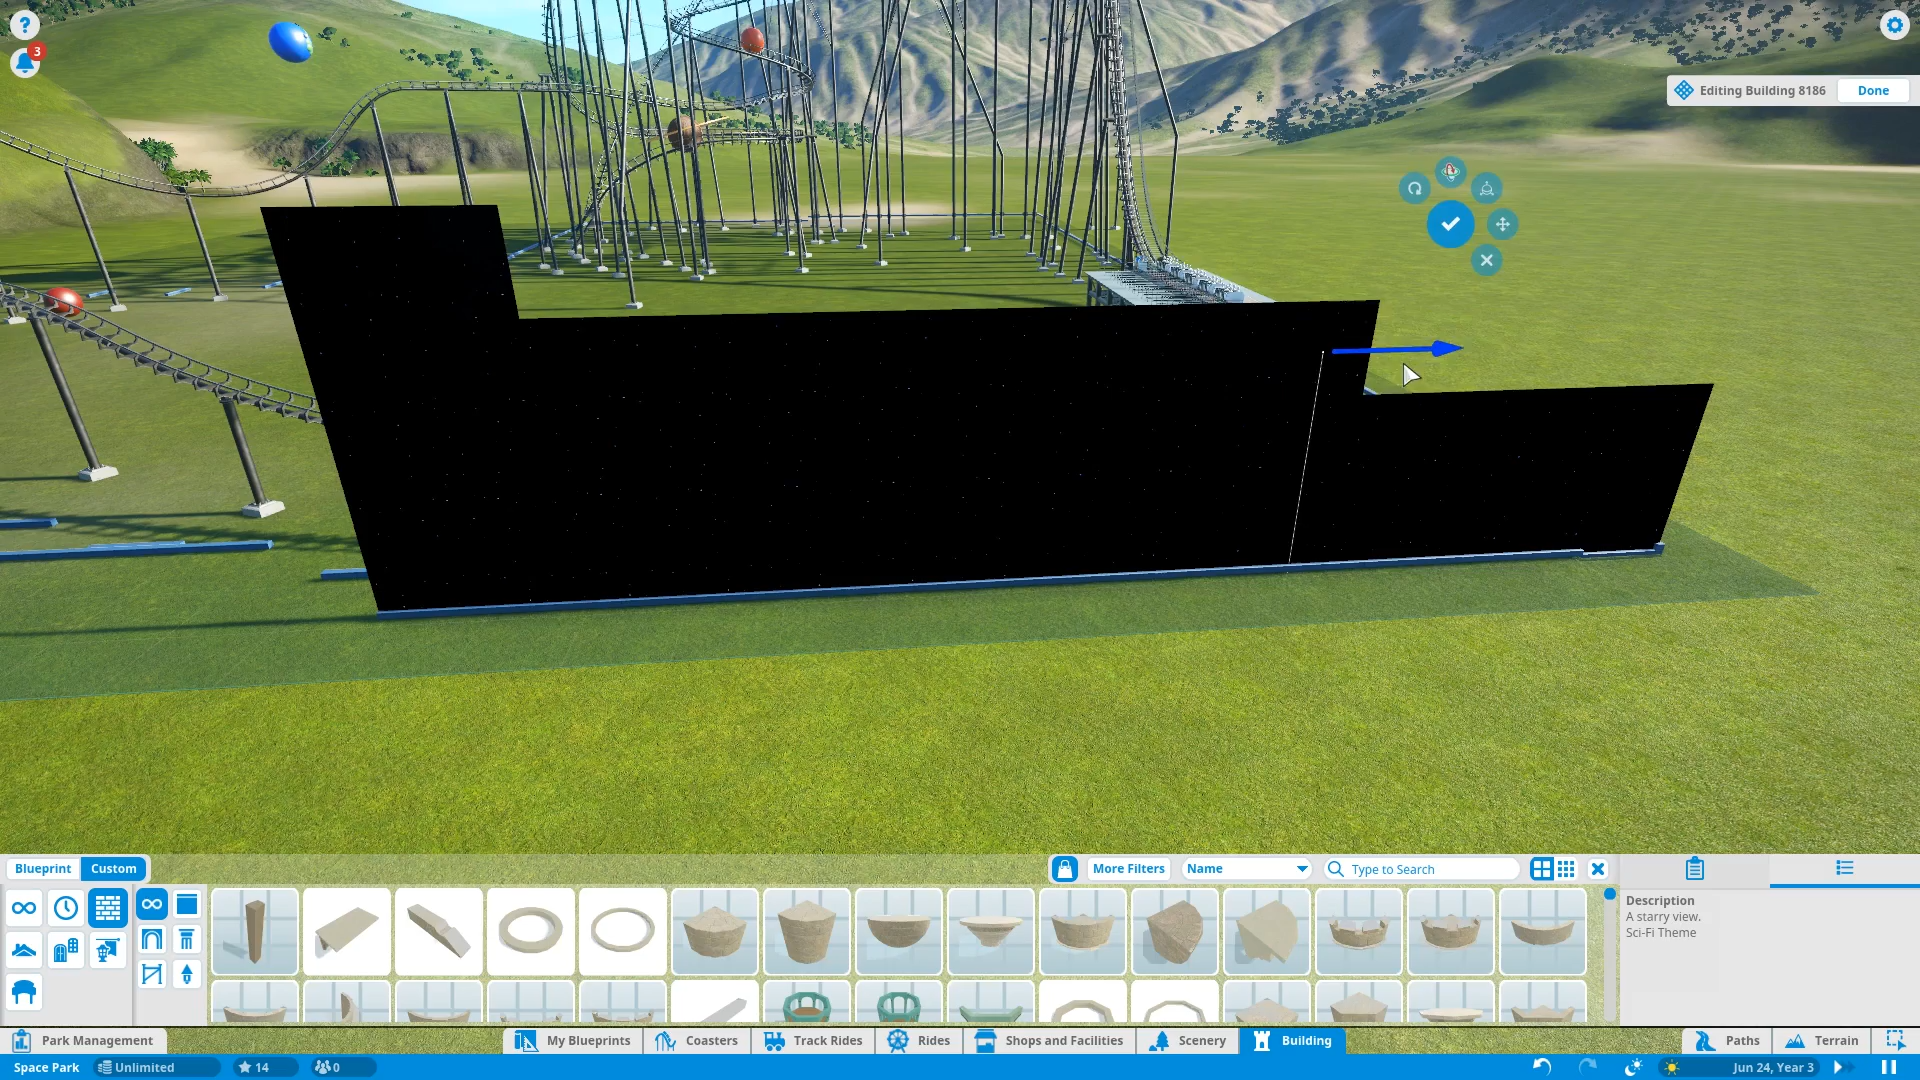 ?
3
Editing Building 8186 Done
Blueprint Custom
More Filters Name Type to Search
Description
A starry view.
Sci-Fi Theme
Park Management My Blueprints Coasters Track Rides Rides Shops and Facilities Scenery Building Paths Terrain
Space Park Unlimited 14 0 Jun 24, Year 3